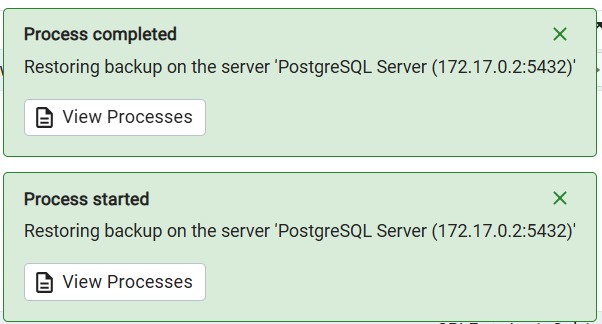 Process completed
Restoring backup on the server 'PostgreSQL Server (172.17.0.2:5432)'
View Processes
Process started
Restoring backup on the server 'PostgreSQL Server (172.17.0.2:5432)'
View Processes